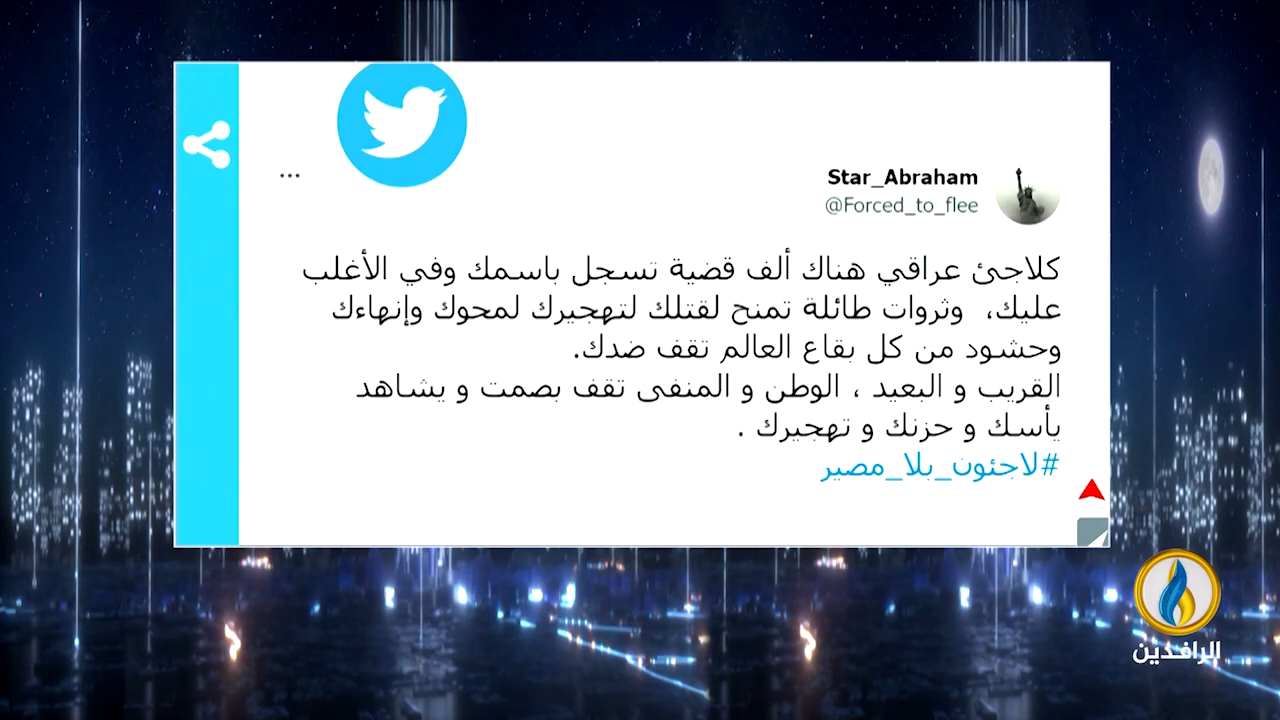 Star_Abraham
@Forced_to_flee
كلاجئ عراقي هناك ألف قضية تسجل باسمك وفي الأغلب
عليك،  وثروات طائلة تمنح لقتلك لتهجيرك لمحوك وإنهاءك
وحشود من كل بقاع العالم تقف ضدك.
القريب و البعيد ، الوطن و المنفى تقف بصمت و يشاهد
يأسك و حزنك و تهجيرك .
#لاجئون_بلا_مصير
الرافدين